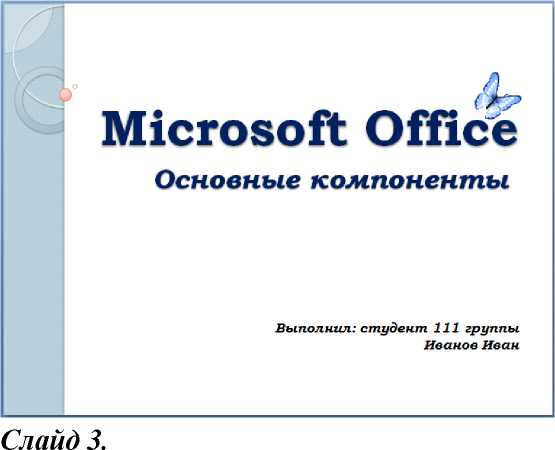 Microsoft Office
Основные компоненты
Выполнил: студент 111 группы
Иванов Иван
Слайд 3.